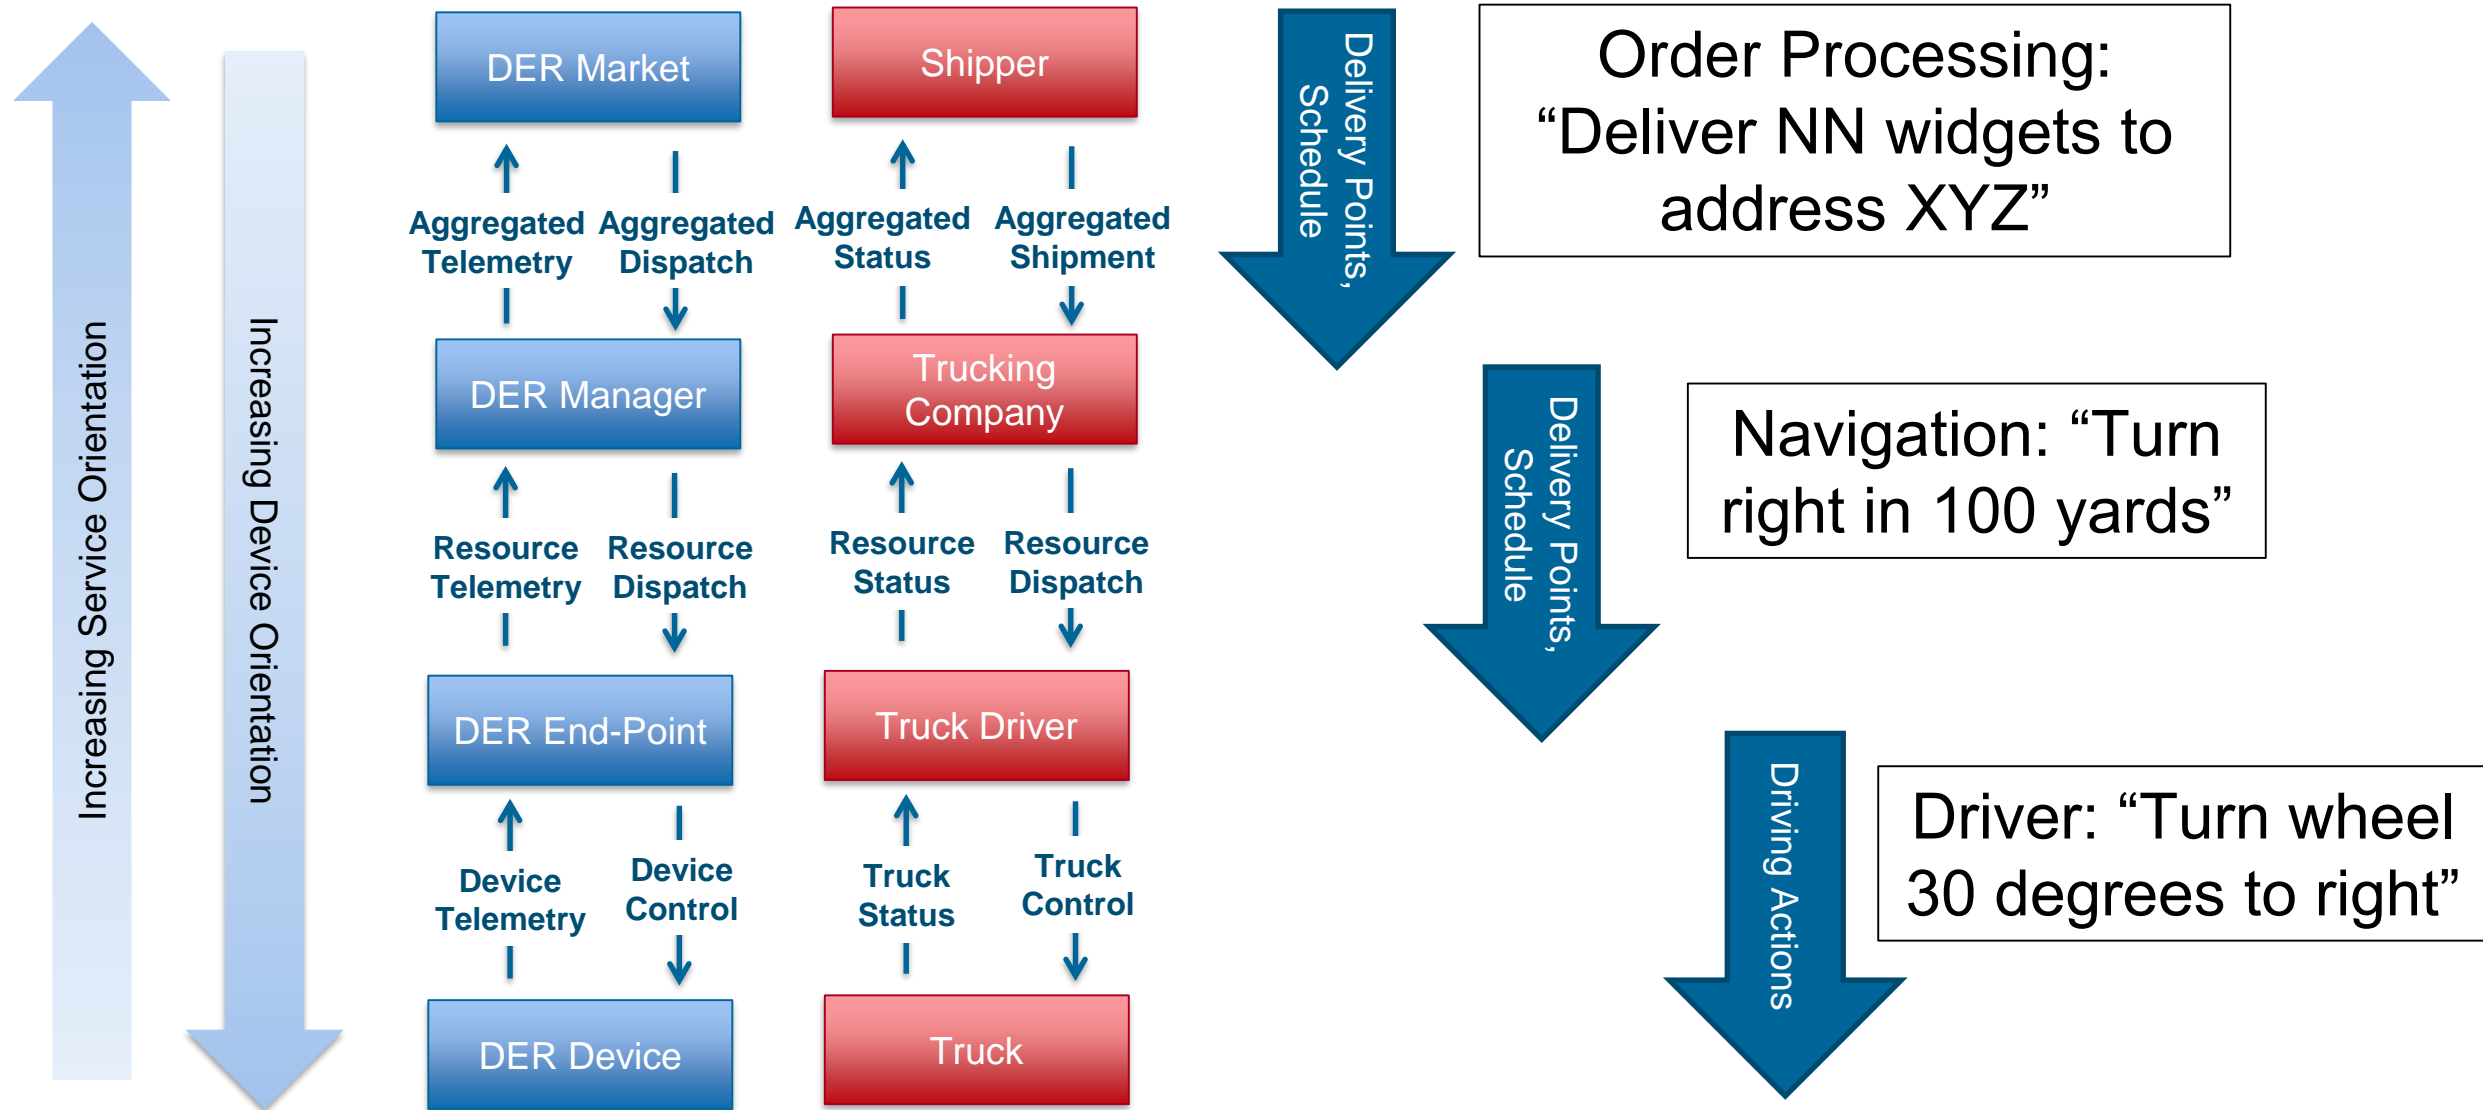 Increasing Service Orientation
Increasing Device Orientation
DER Market
Aggregated
Telemetry
Aggregated
Dispatch
DER Manager
Resource
Telemetry
Resource
Dispatch
DER End-Point
Device
Telemetry
Device
Control
DER Device
Shipper
Aggregated
Status
Aggregated
Shipment
Trucking
Company
Resource
Status
Resource
Dispatch
Truck Driver
Truck
Status
Truck
Control
Truck
Delivery Points,
Schedule
Order Processing:
“Deliver NN widgets to
address XYZ”
Delivery Points,
Schedule
Navigation: “Turn
right in 100 yards”
Driving Actions
Driver: “Turn wheel
30 degrees to right”